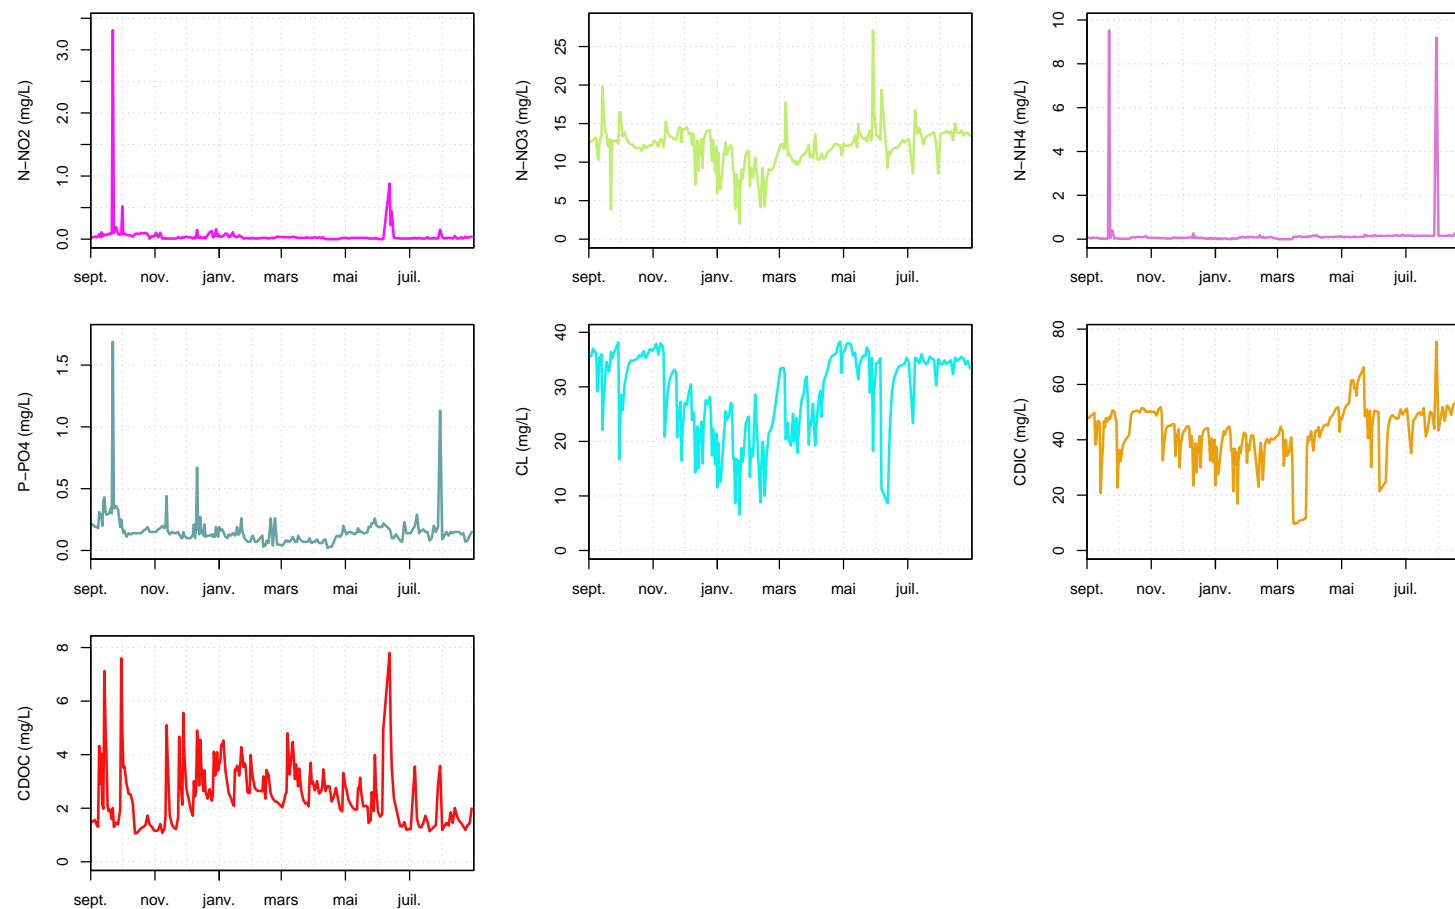 N−NO2 (mg/L)
0.0 1.0 2.0 3.0
sept. nov. janv. mars mai juil.
N−NO3 (mg/L)
0 5 10 15 20 25
sept. nov. janv. mars mai juil.
N−NH4 (mg/L)
0 2 4 6 8 10
sept. nov. janv. mars mai juil.
P−PO4 (mg/L)
0.0 0.5 1.0 1.5
sept. nov. janv. mars mai juil.
CL (mg/L)
0 10 20 30 40
sept. nov. janv. mars mai juil.
CDIC (mg/L)
0 20 40 60 80
sept. nov. janv. mars mai juil.
CDOC (mg/L)
0 2 4 6 8
sept. nov. janv. mars mai juil.